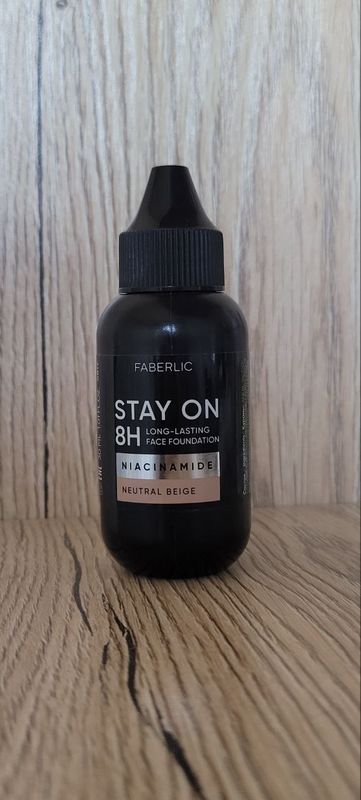 FABERLIC
STAY ON
8H LONG-LASTING
FACE FOUNDATION
NIACINAMIDE
NEUTRAL BEIGE